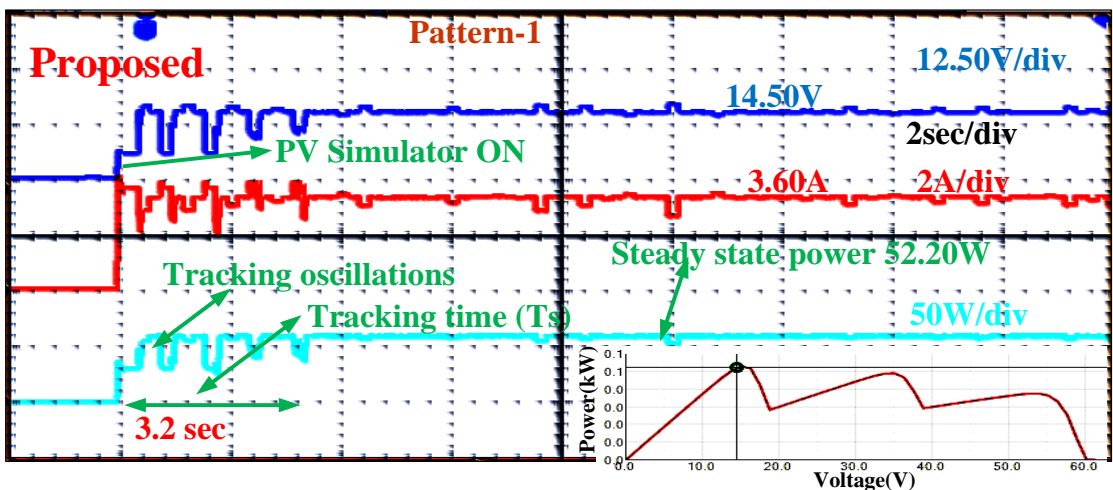 Pattern-1
Proposed
12.50V/div
14.50V
2sec/div
PV Simulator ON
3.60A
2A/div
Steady state power 52.20W
Tracking oscillations
Tracking time (Ts)
50W/div
3.2 sec
Power(kW)
0.1
0.1
0.0
0.0
0.0
0.0
0.0
10.0
20.0
30.0
40.0
50.0
60.0
Voltage(V)